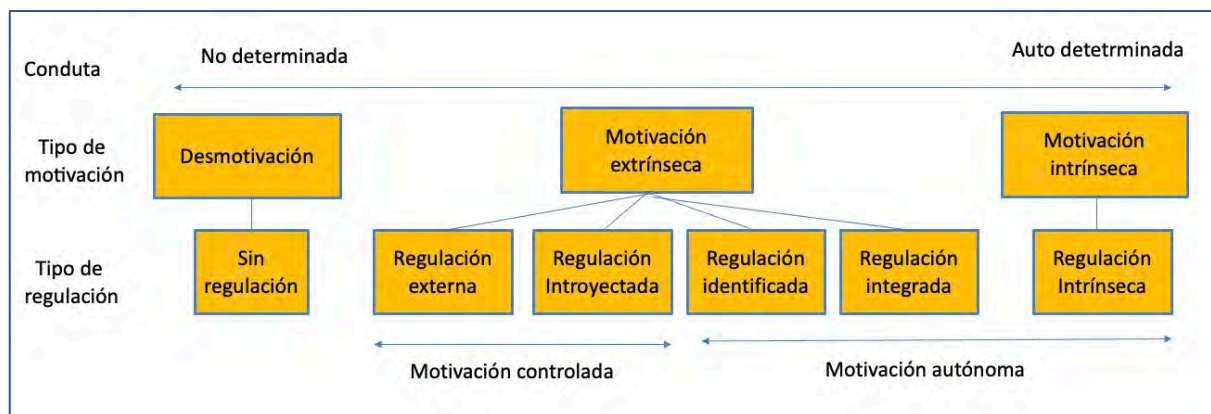 No determinada
Auto detetrminada
Conduta
Tipo de
motivación
Desmotivación
Motivación
extrínseca
Motivación
intrínseca
Tipo de
regulación
Sin
regulación
Regulación
externa
Regulación
Introyectada
Regulación
identificada
Regulación
integrada
Regulación
Intrínseca
Motivación controlada
Motivación autónoma